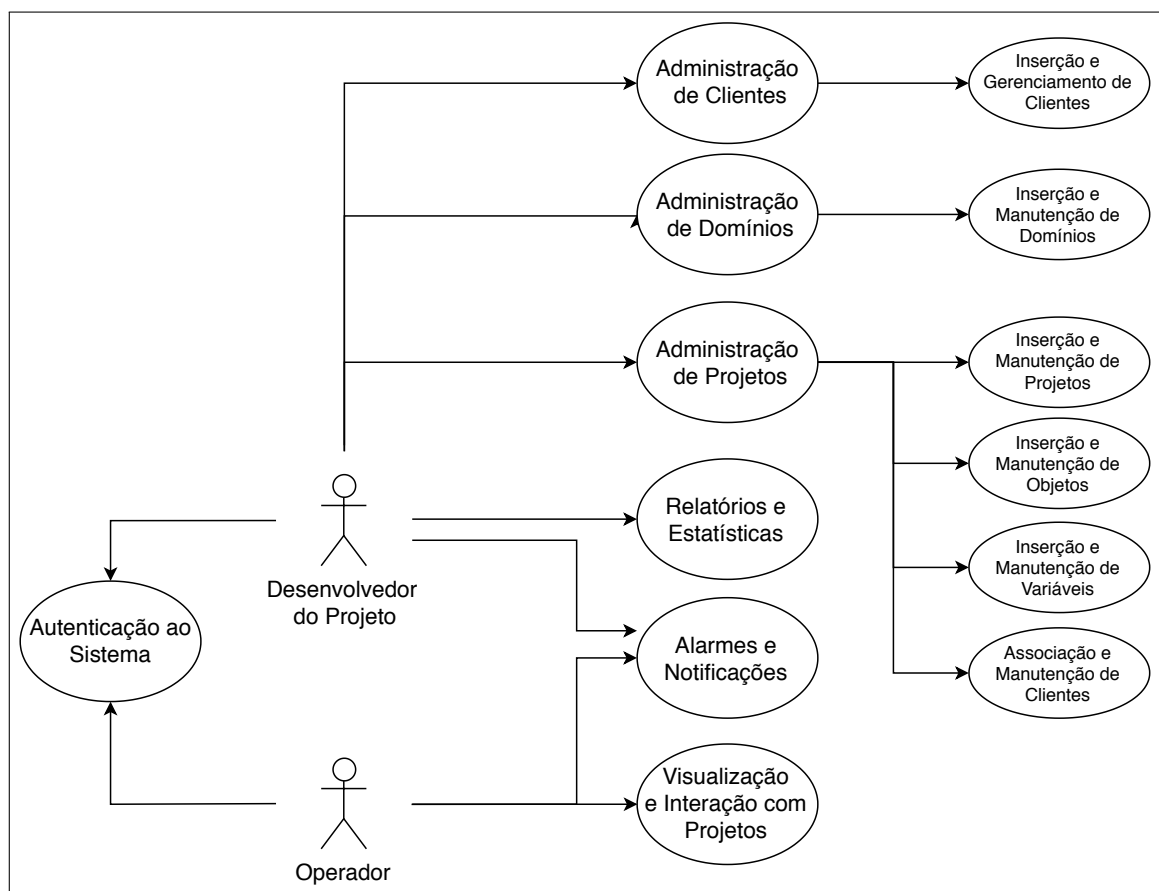 Administração
de Clientes
Inserção e
Gerenciamento de
Clientes
Administração
de Domínios
Inserção e
Manutenção de
Domínios
Administração
de Projetos
Inserção e
Manutenção de
Projetos
Inserção e
Manutenção de
Objetos
Relatórios e
Estatísticas
Inserção e
Manutenção de
Variáveis
Desenvolvedor
do Projeto
Autenticação ao
Sistema
Alarmes e
Notificações
Associação e
Manutenção de
Clientes
Visualização
e Interação com
Projetos
Operador